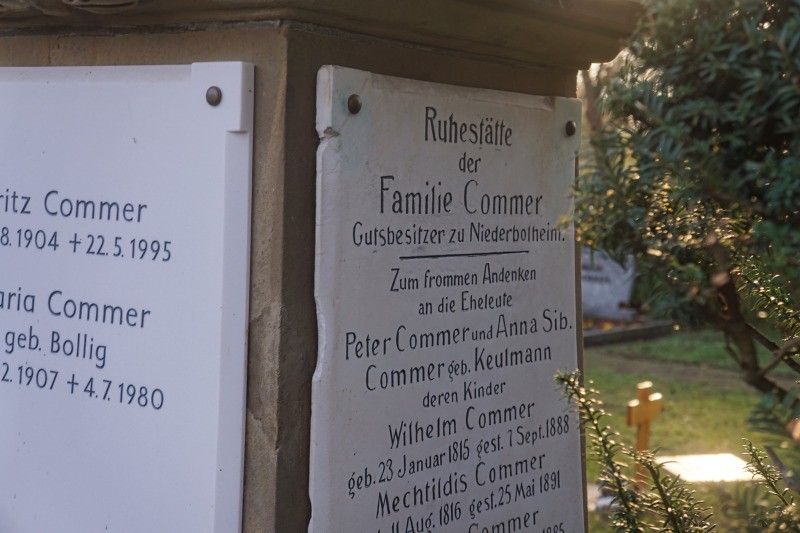 Commer
8.1904 + 22.5.1995
Commer
geb. Bollig
2.1907 + 4.7.1980
Ruhestätte
der
Familie Commer
Gutsbesitzer zu Niederbolheim.
Zum frommen Andenken
an die Eheleute
Peter Commer und Anna Sib.
Commer geb. Keulmann
deren Kinder
Wilhelm Commer
geb. 23 Januar 1815 gest. 7 Sept. 1888
Mechtildis Commer
11 Aug. 1816 gest. 25 Mai 1891
Commer